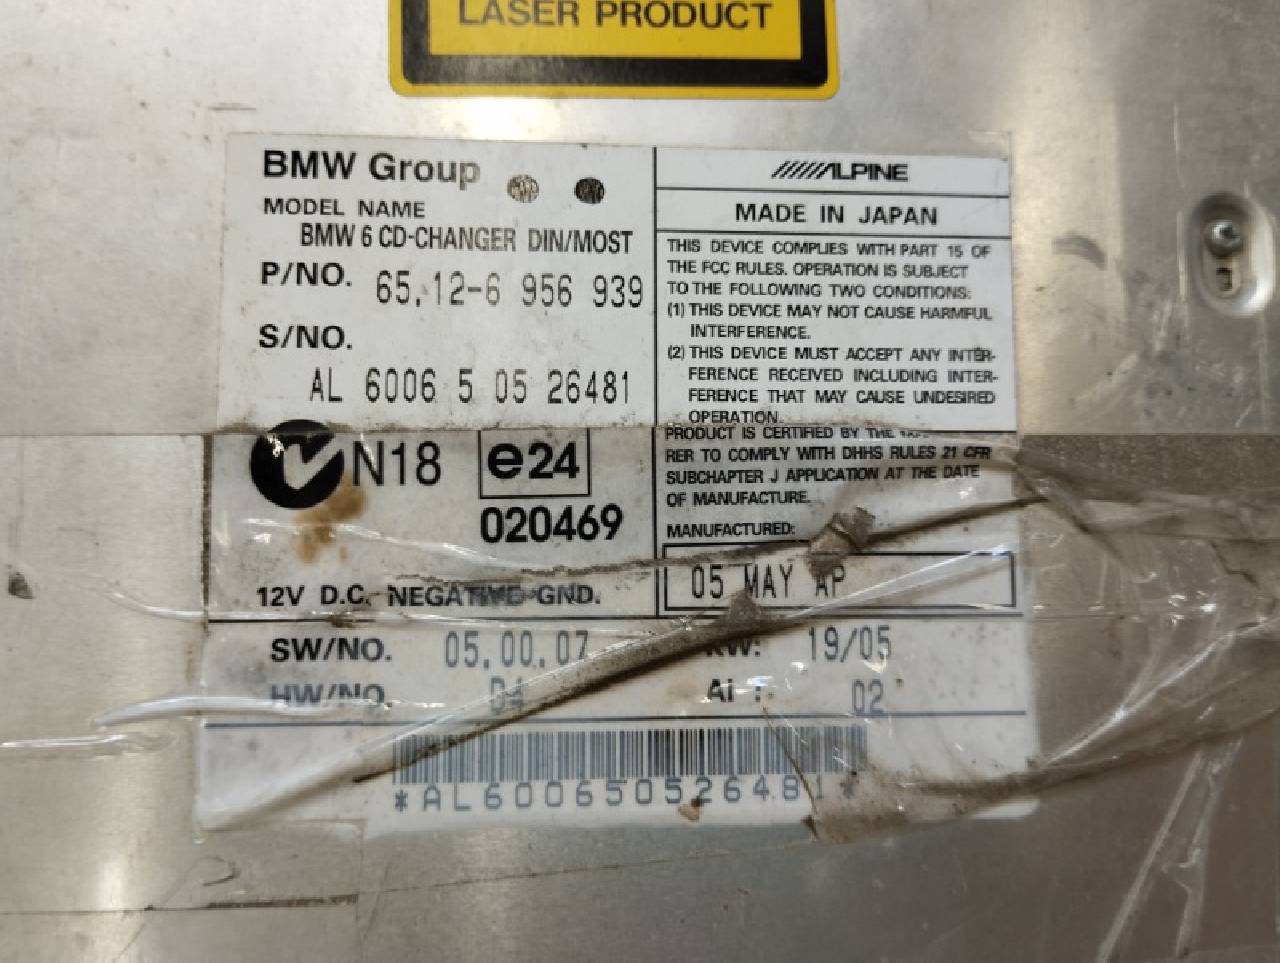 LASER PRODUCT
BMW Group
MODEL NAME
BMW 6 CD-CHANGER DIN/MOST
P/NO. 65.12-6 956 939
S/NO.
AL 6006 5 05 26481
N18 e24
020469
12V D.C. NEGATIVE GND.
ALPINE
MADE IN JAPAN
THIS DEVICE COMPLIES WITH PART 15 OF
THE FCC RULES. OPERATION IS SUBJECT
TO THE FOLLOWING TWO CONDITIONS:
(1) THIS DEVICE MAY NOT CAUSE HARMFUL
INTERFERENCE.
(2) THIS DEVICE MUST ACCEPT ANY INTER-
FERENCE RECEIVED INCLUDING INTER-
FERENCE THAT MAY CAUSE UNDESIRED
OPERATION.
PRODUCT IS CERTIFIED BY THE
RER TO COMPLY WITH DHHS RULES 21 CFR
SUBCHAPTER J APPLICATION AT THE DATE
OF MANUFACTURE.
MANUFACTURED:
05 MAY AP
SW/NO. 05.00.07 KW: 19/05
HW/NO. 04 02
*AL600650526481*